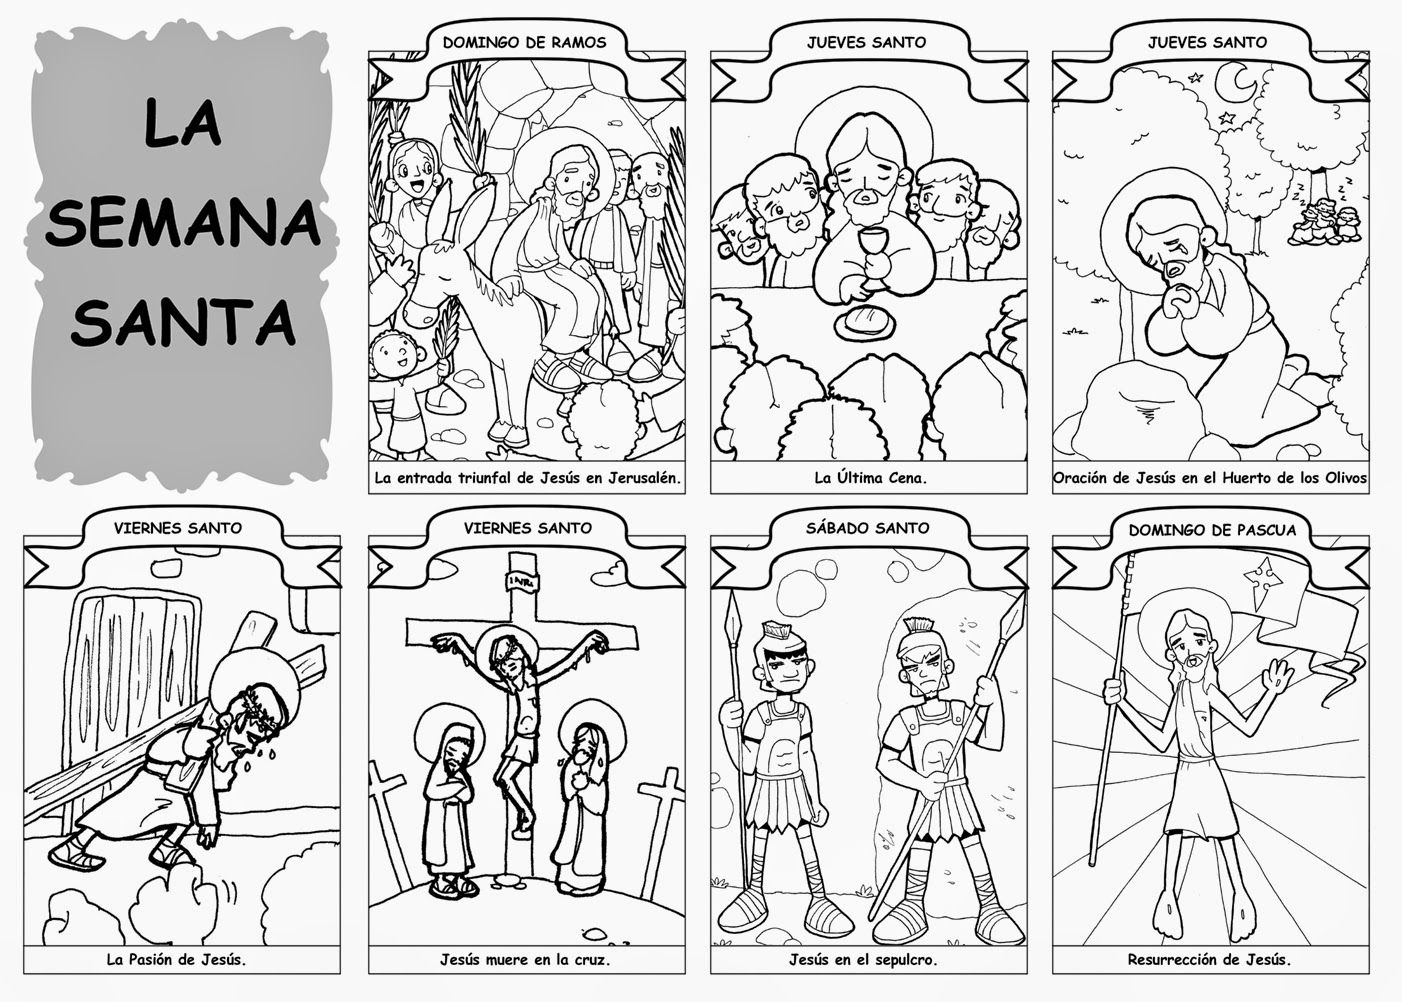 LA
SEMANA
SANTA
DOMINGO DE RAMOS
La entrada triunfal de Jesús en Jerusalén.
JUEVES SANTO
La Última Cena.
JUEVES SANTO
z z z z z
Oración de Jesús en el Huerto de los Olivos
VIERNES SANTO
La Pasión de Jesús.
VIERNES SANTO
INRI
Jesús muere en la cruz.
SÁBADO SANTO
Jesús en el sepulcro.
DOMINGO DE PASCUA
Resurrección de Jesús.